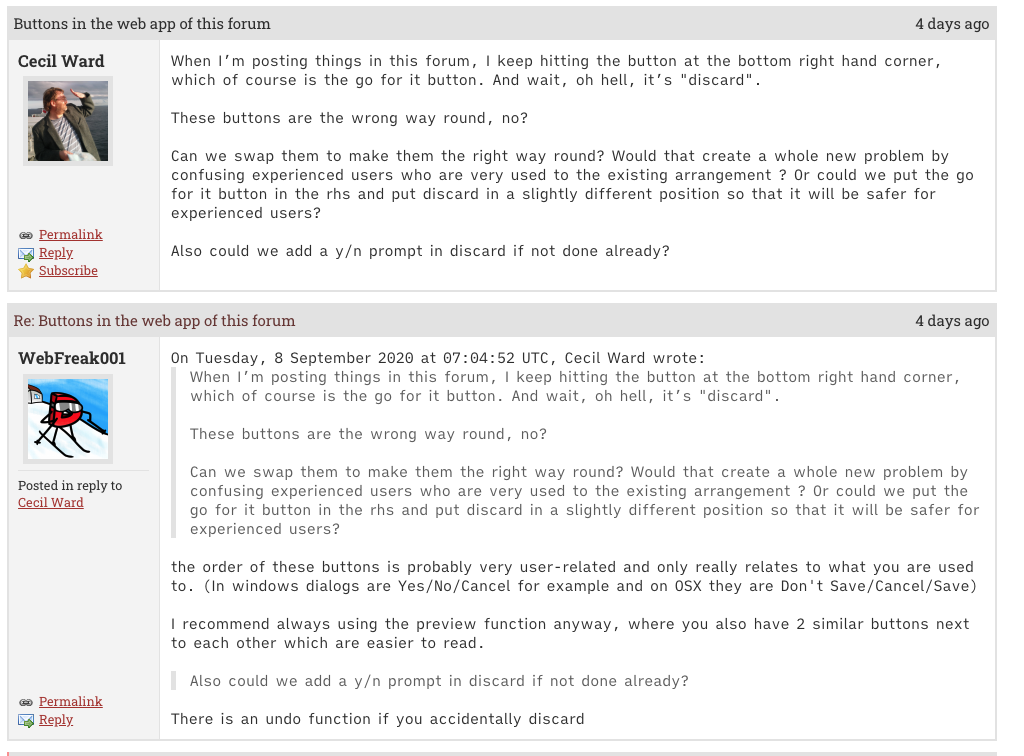 Buttons in the web app of this forum
4 days ago
Cecil Ward
When I’m posting things in this forum, I keep hitting the button at the bottom right hand corner,
which of course is the go for it button. And wait, oh hell, it’s "discard".
These buttons are the wrong way round, no?
Can we swap them to make them the right way round? Would that create a whole new problem by
confusing experienced users who are very used to the existing arrangement ? Or could we put the go
for it button in the rhs and put discard in a slightly different position so that it will be safer for
experienced users?
Also could we add a y/n prompt in discard if not done already?
Permalink
Reply
Subscribe
Re: Buttons in the web app of this forum
4 days ago
WebFreak001
Posted in reply to
Cecil Ward
On Tuesday, 8 September 2020 at 07:04:52 UTC, Cecil Ward wrote:
When I’m posting things in this forum, I keep hitting the button at the bottom right hand corner,
which of course is the go for it button. And wait, oh hell, it’s "discard".
These buttons are the wrong way round, no?
Can we swap them to make them the right way round? Would that create a whole new problem by
confusing experienced users who are very used to the existing arrangement ? Or could we put the
go for it button in the rhs and put discard in a slightly different position so that it will be safer for
experienced users?
the order of these buttons is probably very user-related and only really relates to what you are used
to. (In windows dialogs are Yes/No/Cancel for example and on OSX they are Don't Save/Cancel/Save)
I recommend always using the preview function anyway, where you also have 2 similar buttons next
to each other which are easier to read.
Also could we add a y/n prompt in discard if not done already?
There is an undo function if you accidentally discard
Permalink
Reply